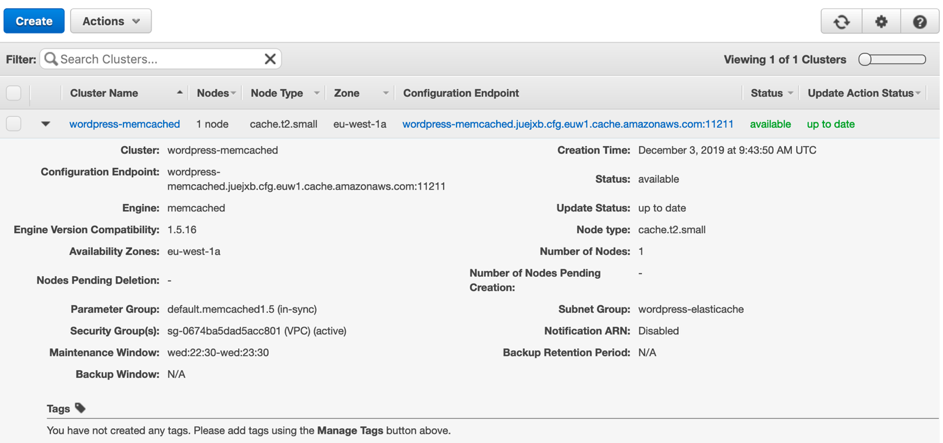 Create Actions
Filter: Search Clusters... Viewing 1 of 1 Clusters
Cluster Name Nodes Node Type Zone Configuration Endpoint Status Update Action Status
wordpress-memcached 1 node cache.t2.small eu-west-1a wordpress-memcached.juejxb.cfg.euw1.cache.amazonaws.com:11211 available up to date
Cluster: wordpress-memcached Creation Time: December 3, 2019 at 9:43:50 AM UTC
Configuration Endpoint: wordpress-
memcached.juejxb.cfg.euw1.cache.amazonaws.com:11211 Status: available
Engine: memcached Update Status: up to date
Engine Version Compatibility: 1.5.16 Node type: cache.t2.small
Availability Zones: eu-west-1a Number of Nodes: 1
Nodes Pending Deletion: - Number of Nodes Pending
Creation: -
Parameter Group: default.memcached1.5 (in-sync) Subnet Group: wordpress-elasticache
Security Group(s): sg-0674ba5dad5acc801 (VPC) (active) Notification ARN: Disabled
Maintenance Window: wed:22:30-wed:23:30 Backup Retention Period: N/A
Backup Window: N/A
Tags
You have not created any tags. Please add tags using the Manage Tags button above.